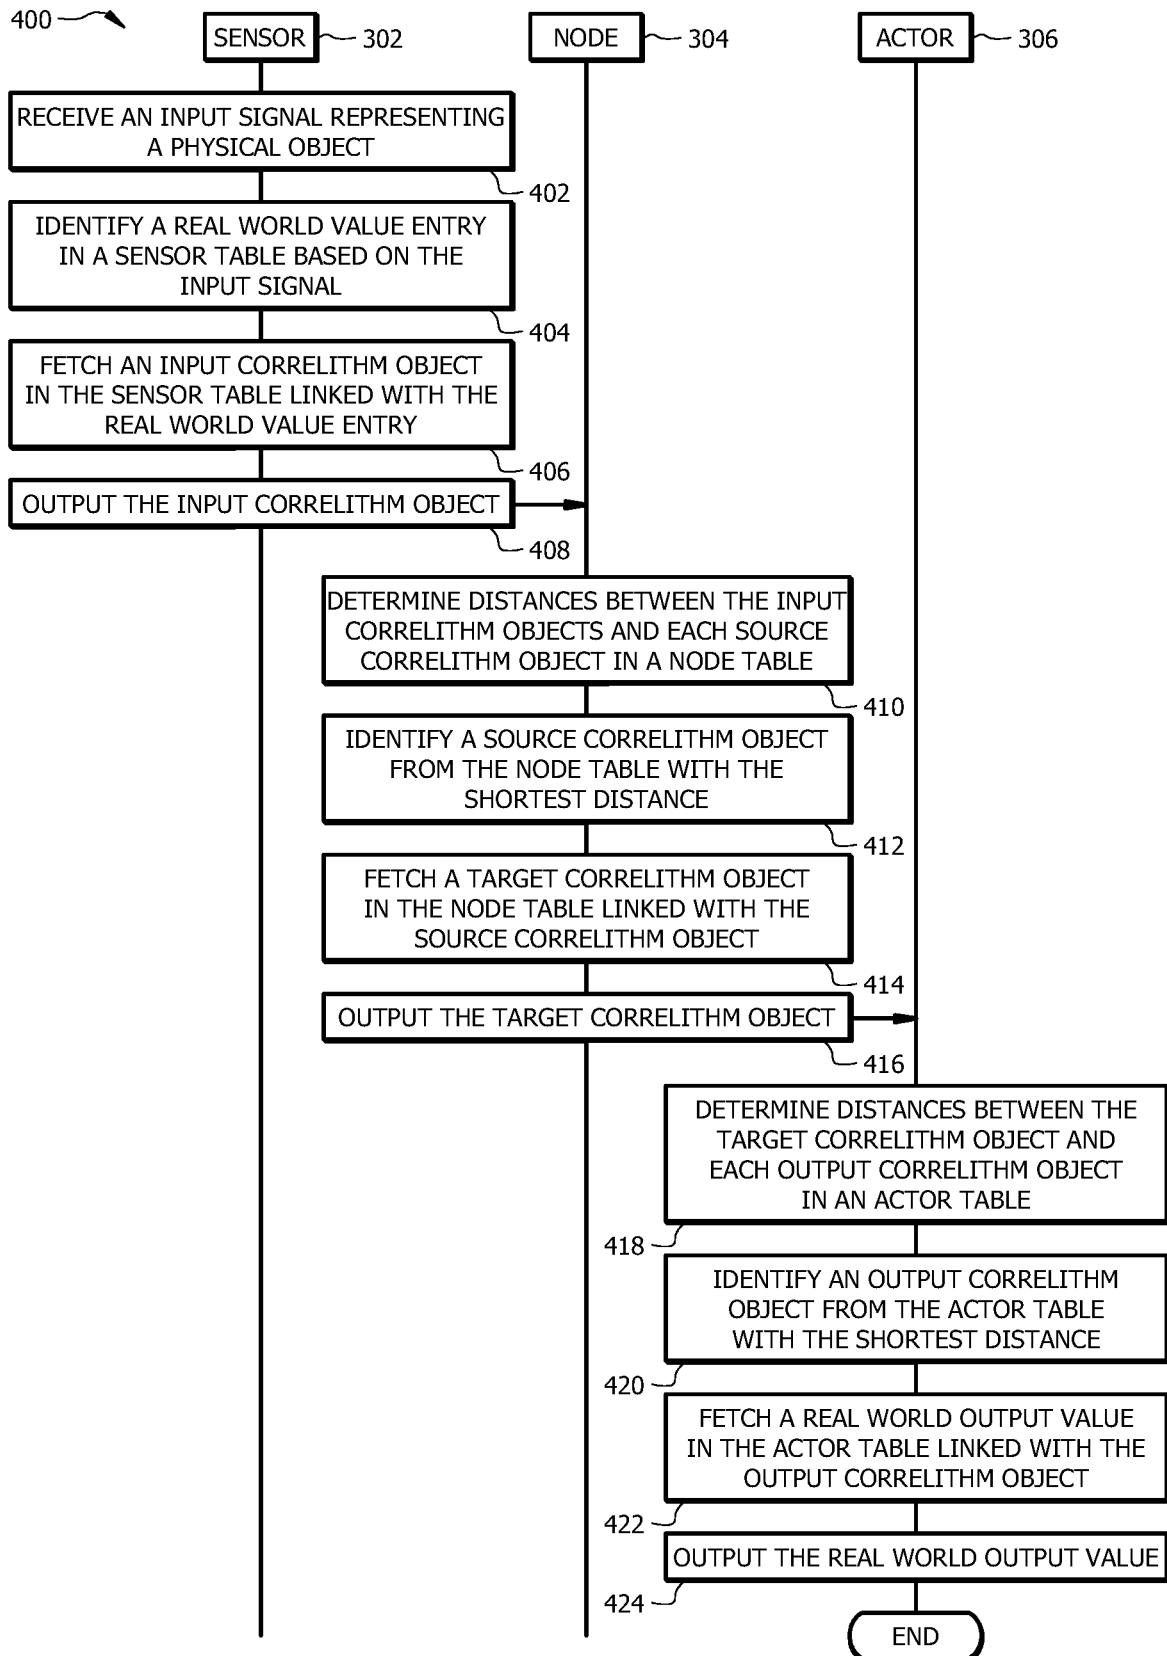 400
SENSOR 302
NODE 304
ACTOR 306
RECEIVE AN INPUT SIGNAL REPRESENTING
A PHYSICAL OBJECT
402
IDENTIFY A REAL WORLD VALUE ENTRY
IN A SENSOR TABLE BASED ON THE
INPUT SIGNAL
404
FETCH AN INPUT CORRELITHM OBJECT
IN THE SENSOR TABLE LINKED WITH THE
REAL WORLD VALUE ENTRY
406
OUTPUT THE INPUT CORRELITHM OBJECT
408
DETERMINE DISTANCES BETWEEN THE INPUT
CORRELITHM OBJECTS AND EACH SOURCE
CORRELITHM OBJECT IN A NODE TABLE
410
IDENTIFY A SOURCE CORRELITHM OBJECT
FROM THE NODE TABLE WITH THE
SHORTEST DISTANCE
412
FETCH A TARGET CORRELITHM OBJECT
IN THE NODE TABLE LINKED WITH THE
SOURCE CORRELITHM OBJECT
414
OUTPUT THE TARGET CORRELITHM OBJECT
416
DETERMINE DISTANCES BETWEEN THE
TARGET CORRELITHM OBJECT AND
EACH OUTPUT CORRELITHM OBJECT
IN AN ACTOR TABLE
418
IDENTIFY AN OUTPUT CORRELITHM
OBJECT FROM THE ACTOR TABLE
WITH THE SHORTEST DISTANCE
420
FETCH A REAL WORLD OUTPUT VALUE
IN THE ACTOR TABLE LINKED WITH THE
OUTPUT CORRELITHM OBJECT
422
OUTPUT THE REAL WORLD OUTPUT VALUE
424
END